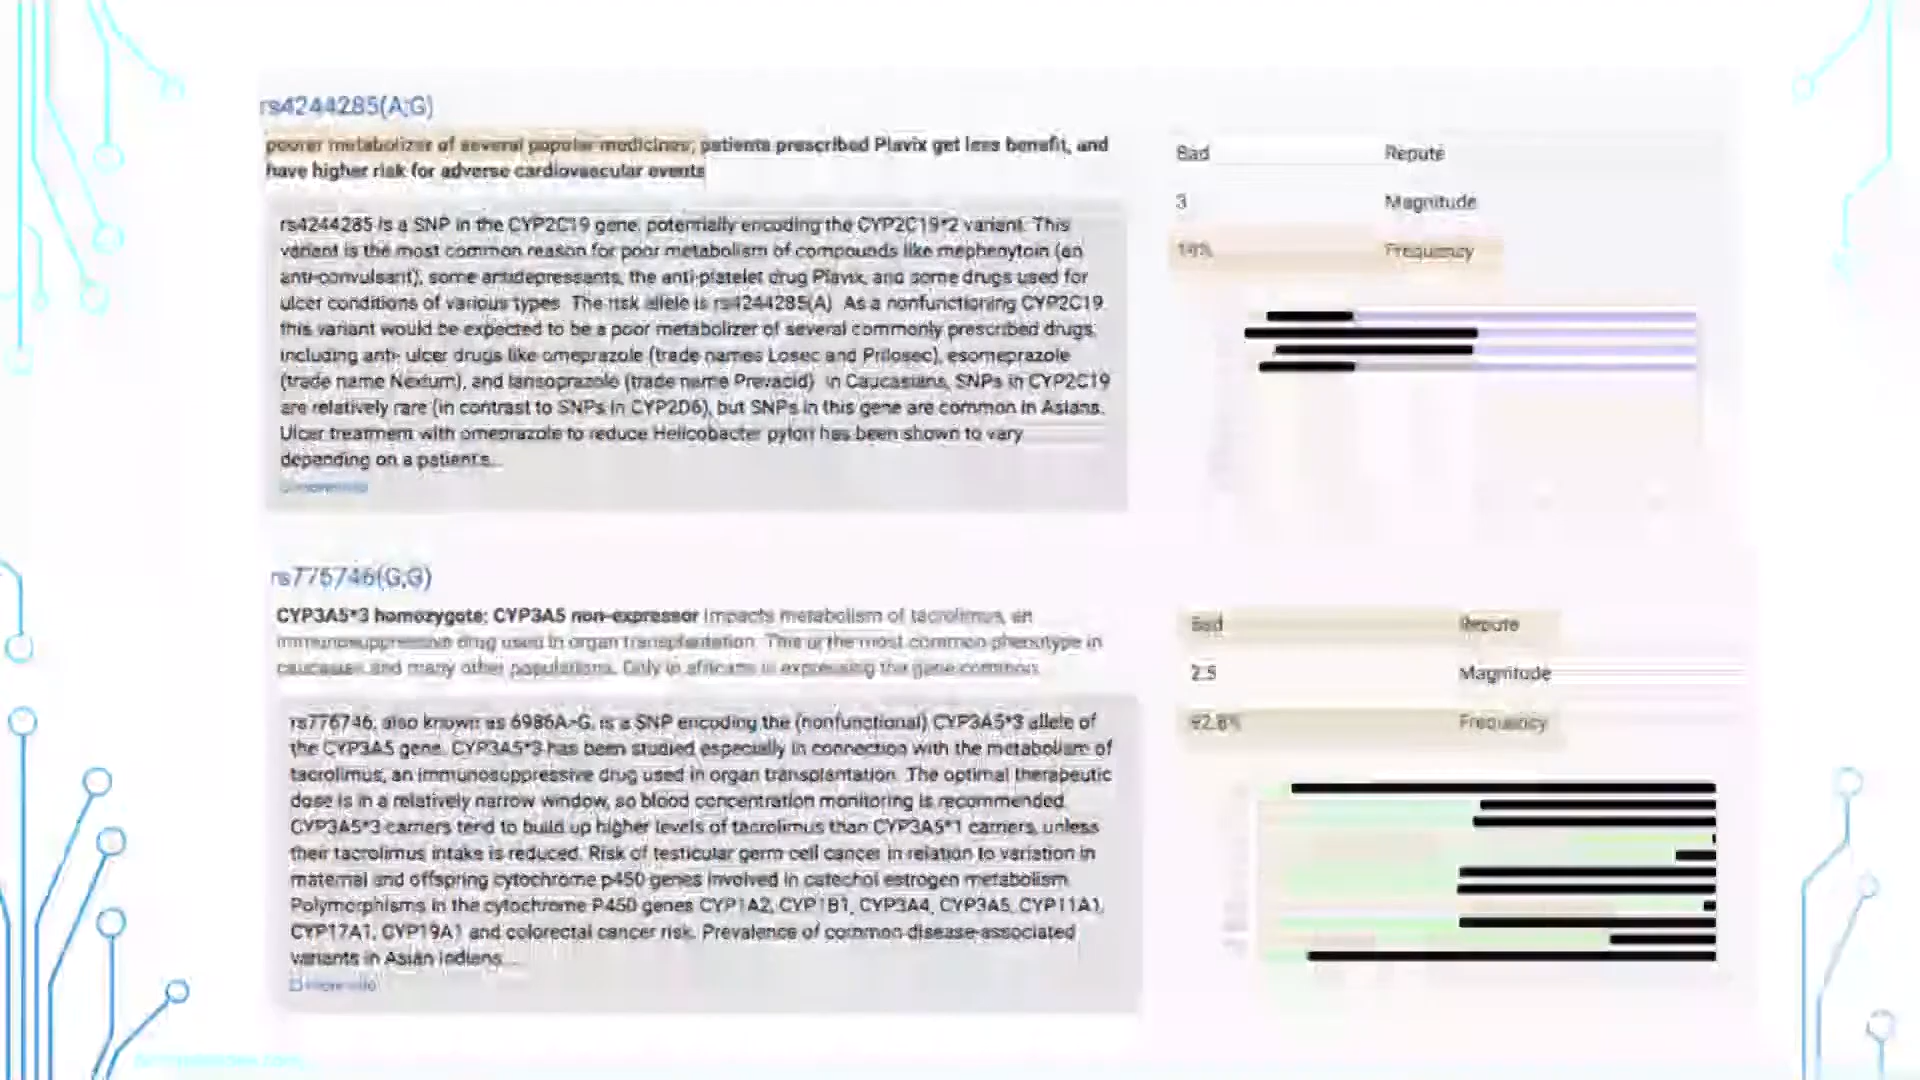 rs4244285(A;G)
poorer metabolizer of several popular medicines; patients prescribed Plavix get less benefit, and
have higher risk for adverse cardiovascular events
Bad Repute
3 Magnitude
Frequency
rs4244285 is a SNP in the CYP2C19 gene, potentially encoding the CYP2C19*2 variant. This
variant is the most common reason for poor metabolism of compounds like mephenytoin (an
anti-convulsant), some antidepressants, the anti-platelet drug Plavix, and some drugs used for
ulcer conditions of various types. The risk allele is rs4244285(A). As a nonfunctioning CYP2C19
this variant would be expected to be a poor metabolizer of several commonly prescribed drugs,
including anti- ulcer drugs like omeprazole (trade names Losec and Prilosec), esomeprazole
(trade name Nexium), and lansoprazole (trade name Prevacid). In Caucasians, SNPs in CYP2C19
are relatively rare (in contrast to SNPs in CYP2D6), but SNPs in this gene are common in Asians.
Ulcer treatment with omeprazole to reduce Helicobacter pylori has been shown to vary
depending on a patient's...
more info
rs776746(G;G)
CYP3A5*3 homozygote; CYP3A5 non-expressor Impacts metabolism of tacrolimus, an
immunosuppressive drug used in organ transplantation. This is the most common phenotype in
and many other populations. Only in africans is expressing the gene common.
Bad Repute
2.5 Magnitude
Frequency
rs776746, also known as 6986A>G, is a SNP encoding the (nonfunctional) CYP3A5*3 allele of
the CYP3A5 gene. CYP3A5*3 has been studied especially in connection with the metabolism of
tacrolimus, an immunosuppressive drug used in organ transplantation. The optimal therapeutic
dose is in a relatively narrow window, so blood concentration monitoring is recommended.
CYP3A5*3 carriers tend to build up higher levels of tacrolimus than CYP3A5*1 carriers, unless
their tacrolimus intake is reduced. Risk of testicular germ cell cancer in relation to variation in
maternal and offspring cytochrome p450 genes involved in catechol estrogen metabolism.
Polymorphisms in the cytochrome P450 genes CYP1A2, CYP1B1, CYP3A4, CYP3A5, CYP11A1,
CYP17A1, CYP19A1 and colorectal cancer risk. Prevalence of common disease-associated
variants in Asian Indians....
more info